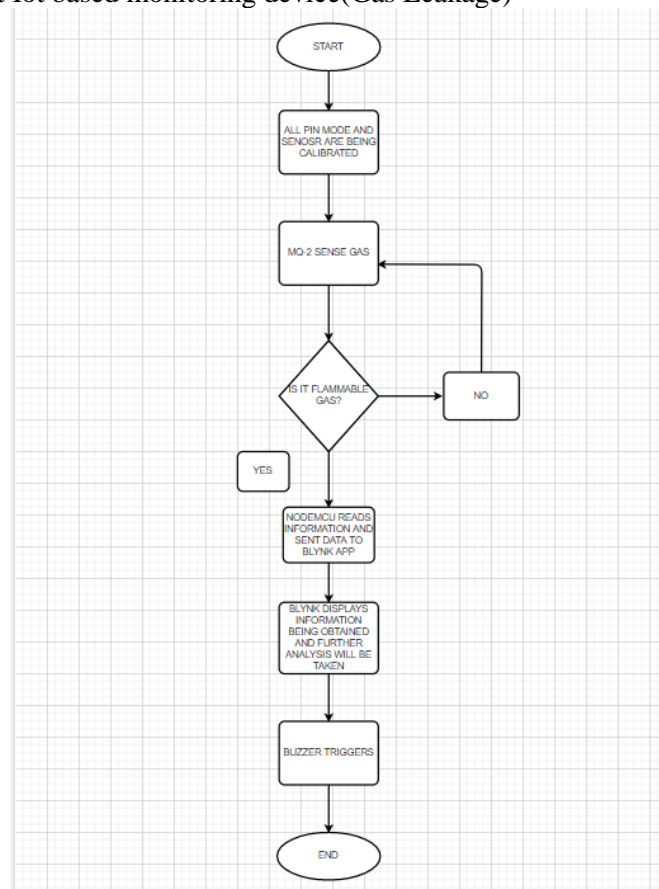 Iot based monitoring device(Gas Leakage)
START
ALL PIN MODE AND
SENOSR ARE BEING
CALIBRATED
MQ-2 SENSE GAS
IS IT FLAMMABLE
GAS?
NO
YES
NODEMCU READS
INFORMATION AND
SENT DATA TO
BLYNK APP
BLYNK DISPLAYS
INFORMATION
BEING OBTAINED
AND FURTHER
ANALYSIS WILL BE
TAKEN
BUZZER TRIGGERS
END